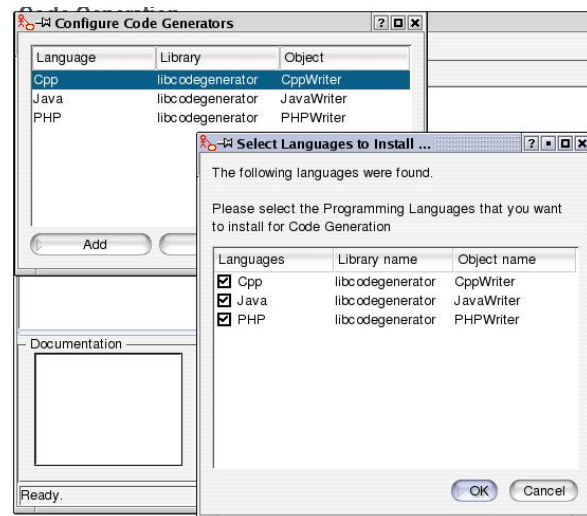 Code Generation
Configure Code Generators
Language Library Object
Cpp libcodegenerator CppWriter
Java libcodegenerator JavaWriter
PHP libcodegenerator PHPWriter
Add
Select Languages to Install ...
The following languages were found.
Please select the Programming Languages that you want
to install for Code Generation
Languages Library name Object name
Cpp libcodegenerator CppWriter
Java libcodegenerator JavaWriter
PHP libcodegenerator PHPWriter
Documentation
OK Cancel
Ready.